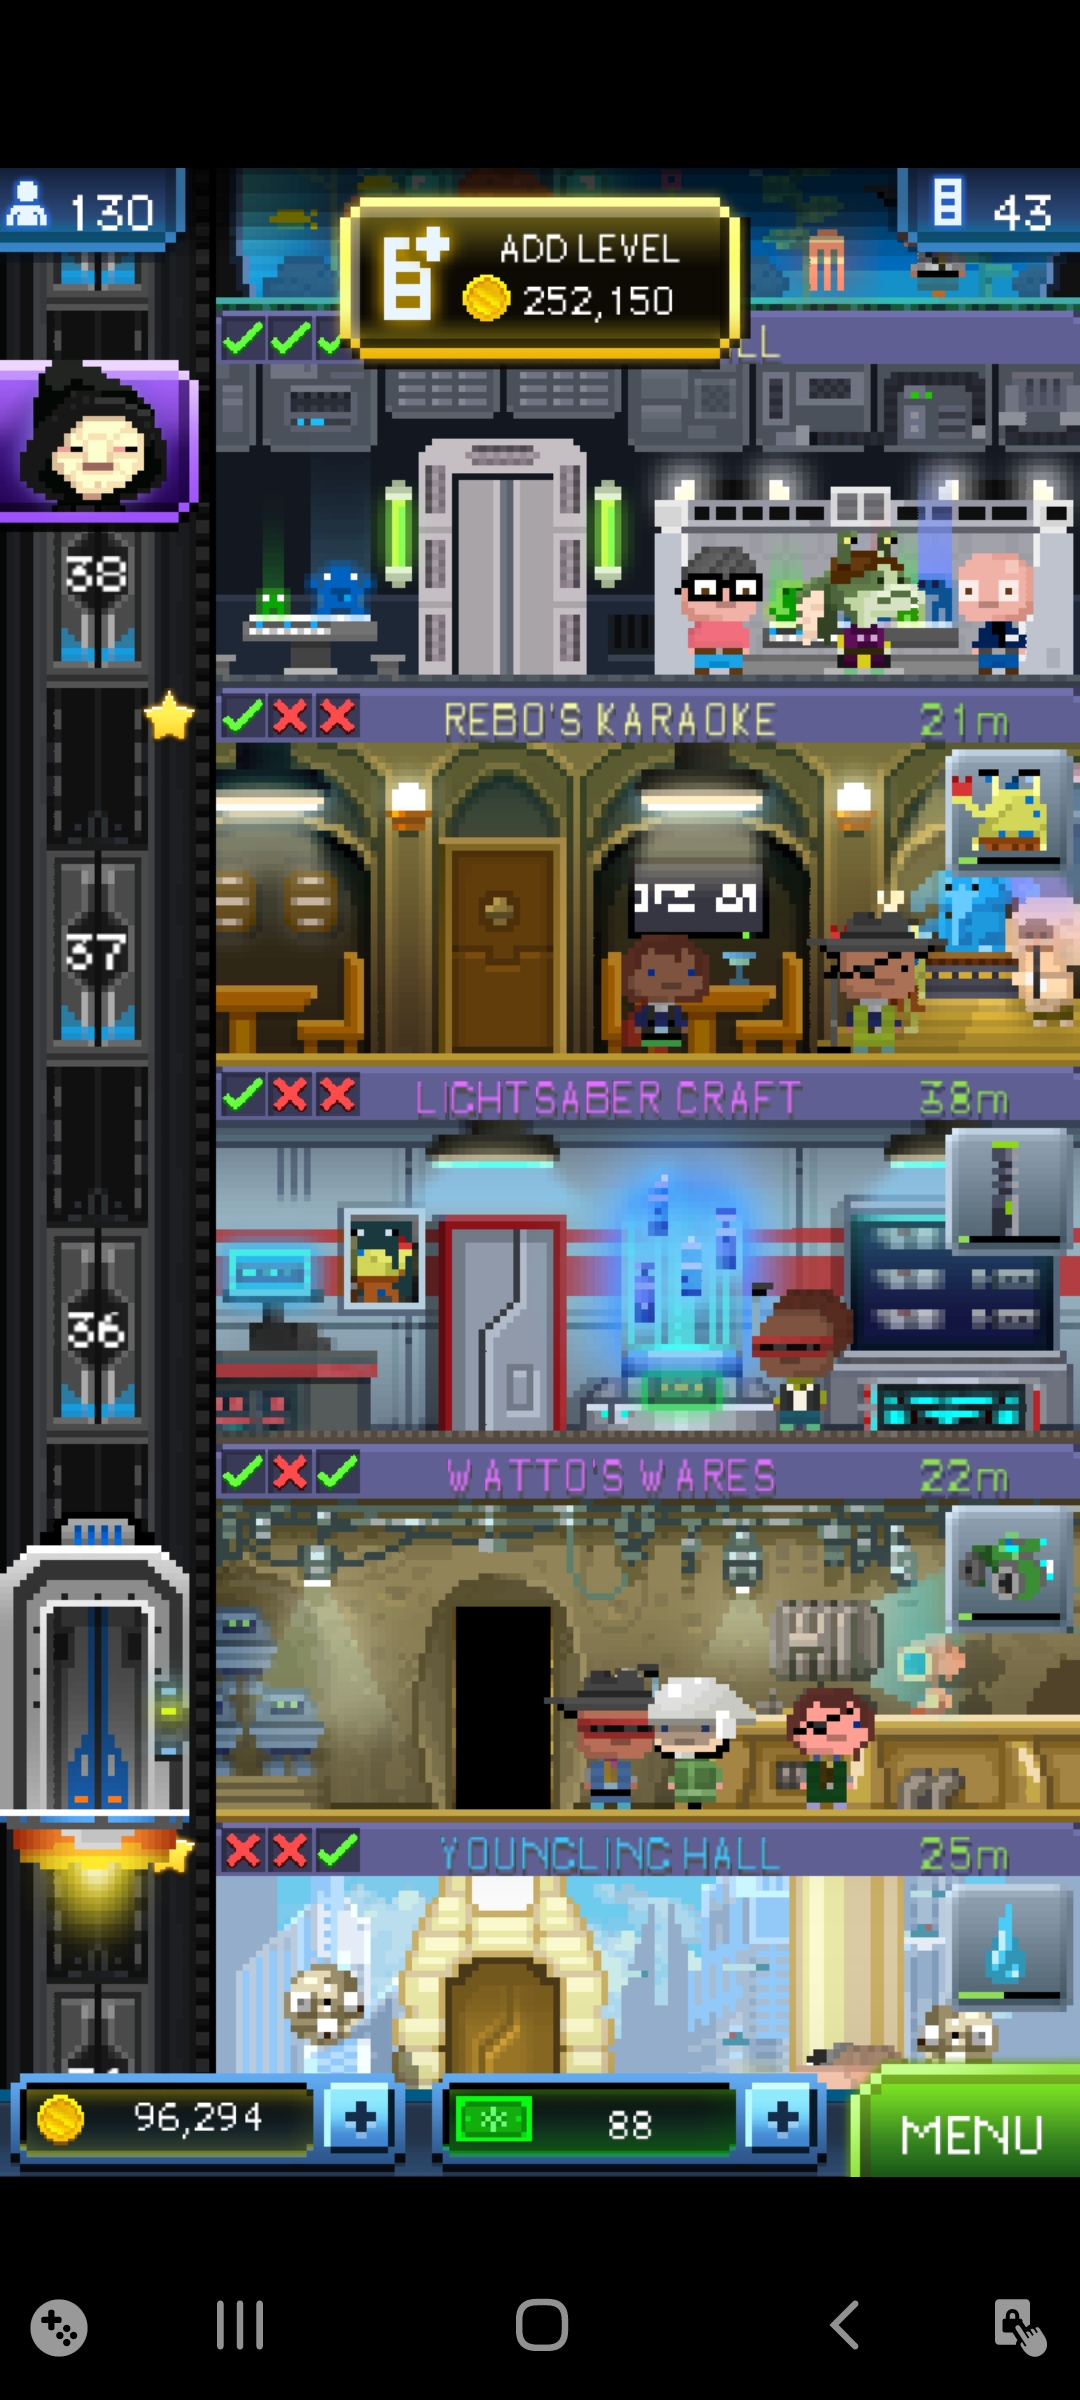 130
43
ADD LEVEL
252,150
LL
38
REBO'S KARAOKE
21m
37
LIGHTSABER CRAFT
38m
36
WATTO'S WARES
22m
YOUNGLING HALL
25m
96,294
88
MENU